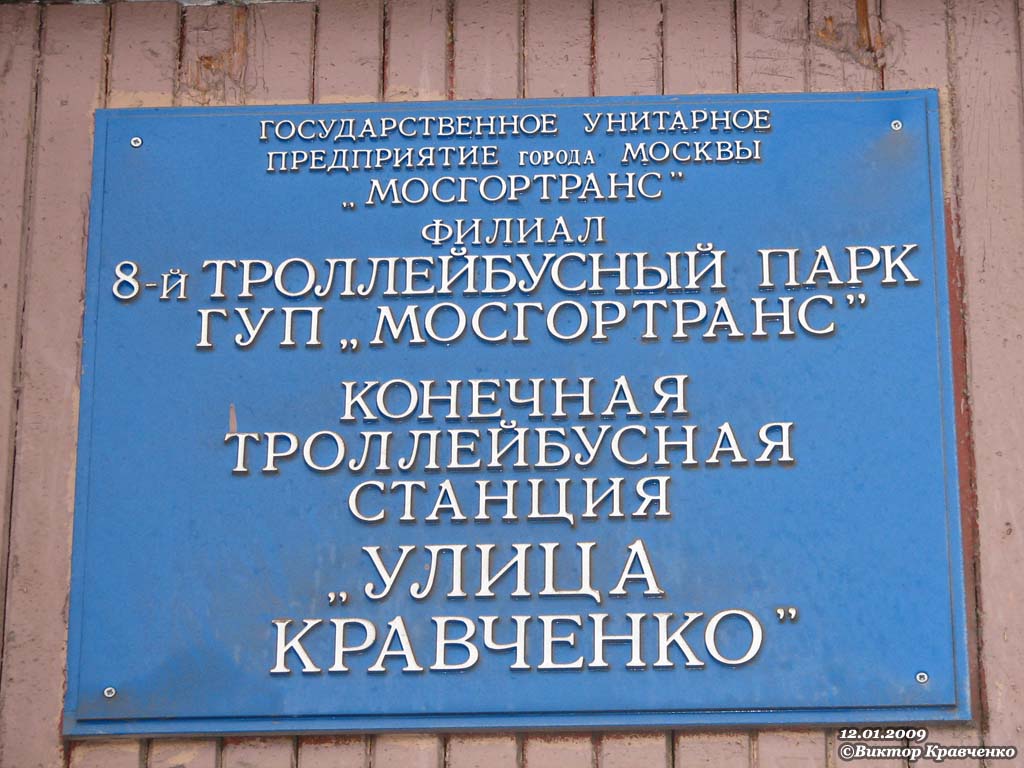 ГОСУДАРСТВЕННОЕ УНИТАРНОЕ
ПРЕДПРИЯТИЕ ГОРОДА МОСКВЫ
„МОСГОРТРАНС”
ФИЛИАЛ
8-й ТРОЛЛЕЙБУСНЫЙ ПАРК
ГУП „МОСГОРТРАНС”
КОНЕЧНАЯ
ТРОЛЛЕЙБУСНАЯ
СТАНЦИЯ
„УЛИЦА
КРАВЧЕНКО”
12.01.2009
©Виктор Кравченко